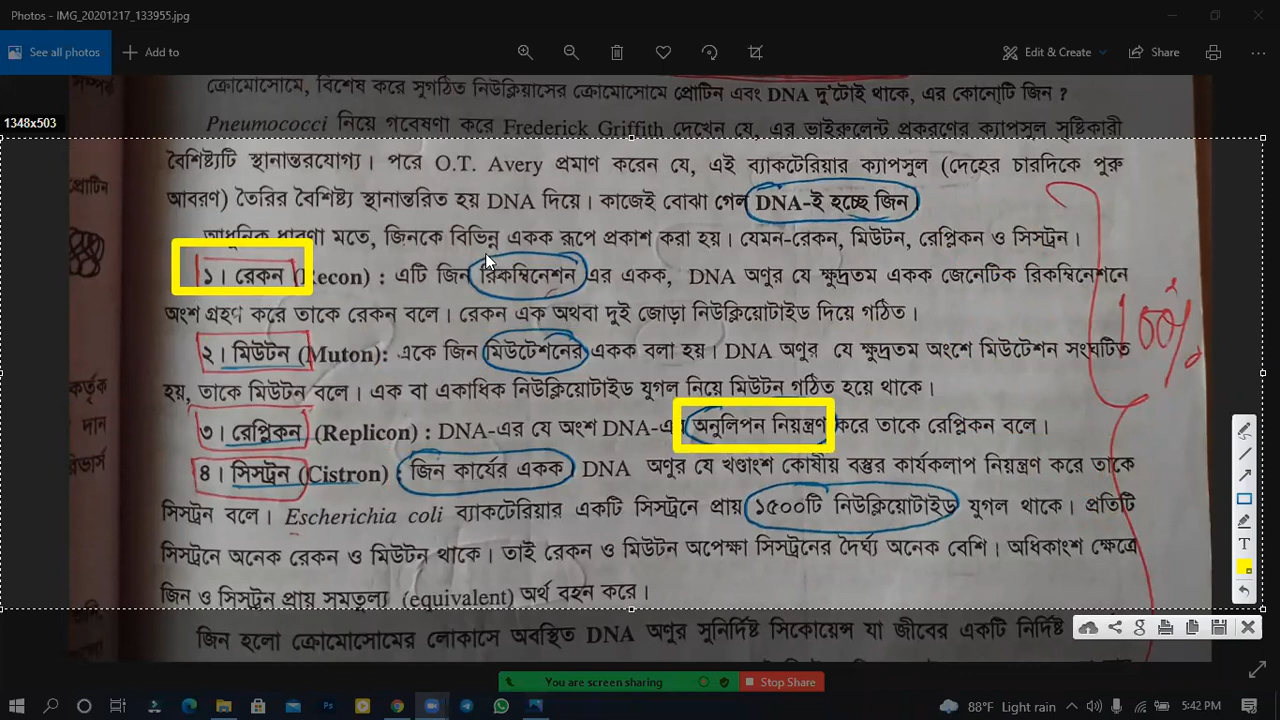 Photos - IMG_20201217_133955.jpg
See all photos
Add to
Edit & Create
Share
1348x503
ক্রোমোসোমে, বিশেষ করে সুগঠিত নিউক্লিয়াসের ক্রোমোসোমে প্রোটিন এবং DNA দু'টোই থাকে, এর কোনোটি জিন ?
Pneumococci নিয়ে গবেষণা করে Frederick Griffith দেখেন যে, এর ভাইরুলেন্ট প্রকরণের ক্যাপসুল সৃষ্টিকারী
বৈশিষ্ট্যটি স্থানান্তরযোগ্য। পরে O.T. Avery প্রমাণ করেন যে, এই ব্যাকটেরিয়ার ক্যাপসুল (দেহের চারদিকে পুরু
আবরণ) তৈরির বৈশিষ্ট্য স্থানান্তরিত হয় DNA দিয়ে। কাজেই বোঝা গেল DNA-ই হচ্ছে জিন
আধুনিক ধারণা মতে, জিনকে বিভিন্ন একক রূপে প্রকাশ করা হয়। যেমন-রেকন, মিউটন, রেপ্লিকন ও সিসট্রন।
১। রেকন (Recon) : এটি জিন রিকম্বিনেশন এর একক, DNA অণুর যে ক্ষুদ্রতম একক জেনেটিক রিকম্বিনেশনে
অংশ গ্রহণ করে তাকে রেকন বলে। রেকন এক অথবা দুই জোড়া নিউক্লিয়োটাইড দিয়ে গঠিত।
২। মিউটন (Muton): একে জিন মিউটেশনের একক বলা হয়। DNA অণুর যে ক্ষুদ্রতম অংশে মিউটেশন সংঘটিত
হয়, তাকে মিউটন বলে। এক বা একাধিক নিউক্লিয়োটাইড যুগল নিয়ে মিউটন গঠিত হয়ে থাকে।
৩। রেপ্লিকন (Replicon) : DNA-এর যে অংশ DNA-এর অনুলিপন নিয়ন্ত্রণ করে তাকে রেপ্লিকন বলে।
৪। সিসট্রন (Cistron) : জিন কার্যের একক DNA অণুর যে খণ্ডাংশ কোষীয় বস্তুর কার্যকলাপ নিয়ন্ত্রণ করে তাকে
সিসট্রন বলে। Escherichia coli ব্যাকটেরিয়ার একটি সিসট্রনে প্রায় ১৫০০টি নিউক্লিয়োটাইড যুগল থাকে। প্রতিটি
সিসট্রনে অনেক রেকন ও মিউটন থাকে। তাই রেকন ও মিউটন অপেক্ষা সিসট্রনের দৈর্ঘ্য অনেক বেশি। অধিকাংশ ক্ষেত্রে
জিন ও সিসট্রন প্রায় সমতুল্য (equivalent) অর্থ বহন করে।
জিন হলো ক্রোমোসোমের লোকাসে অবস্থিত DNA অণুর সুনির্দিষ্ট সিকোয়েন্স যা জীবের একটি নির্দিষ্ট
100%
কর্তৃক
দান
You are screen sharing
Stop Share
88°F Light rain
5:42 PM